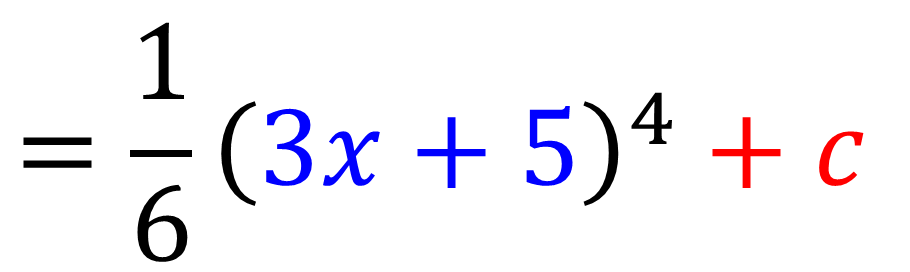 = 1/6 (3x + 5)⁴ + c